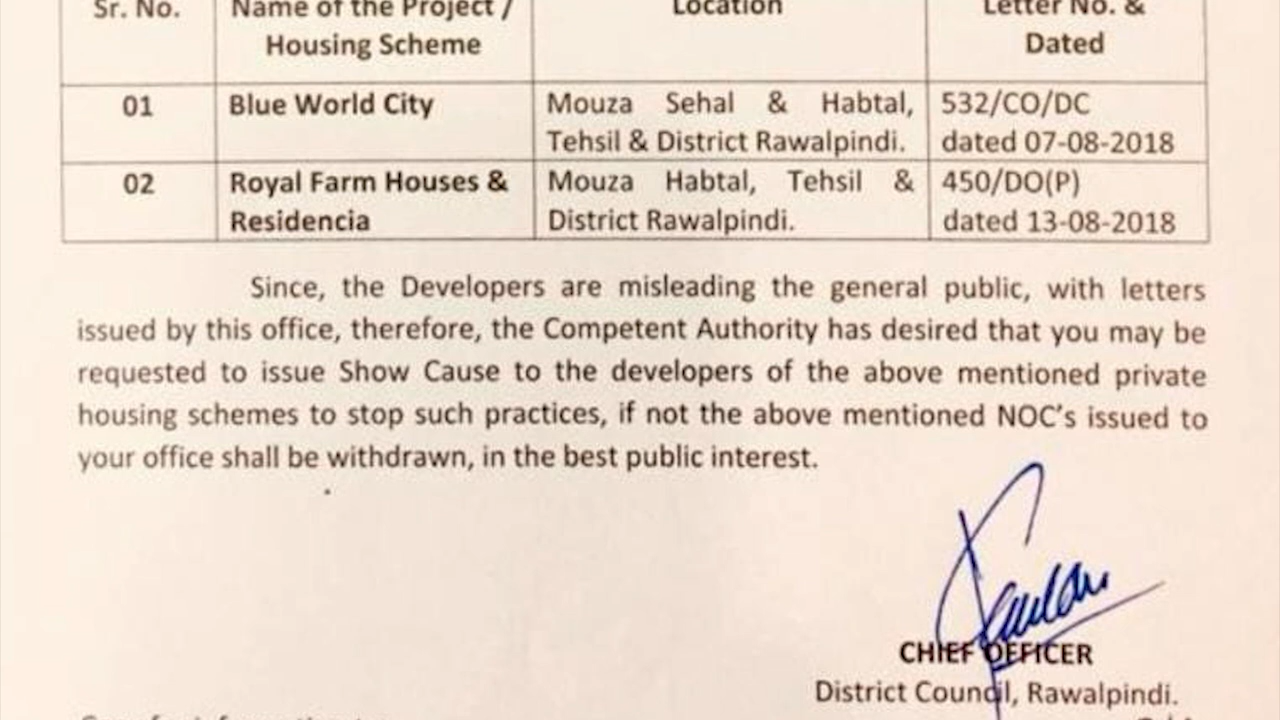 Sr. No.
Name of the Project /
Housing Scheme
Location
Letter No. &
Dated
01
Blue World City
Mouza Sehal & Habtal,
Tehsil & District Rawalpindi.
532/CO/DC
dated 07-08-2018
02
Royal Farm Houses &
Residencia
Mouza Habtal, Tehsil &
District Rawalpindi.
450/DO(P)
dated 13-08-2018
Since, the Developers are misleading the general public, with letters
issued by this office, therefore, the Competent Authority has desired that you may be
requested to issue Show Cause to the developers of the above mentioned private
housing schemes to stop such practices, if not the above mentioned NOC's issued to
your office shall be withdrawn, in the best public interest.
CHIEF OFFICER
District Council, Rawalpindi.